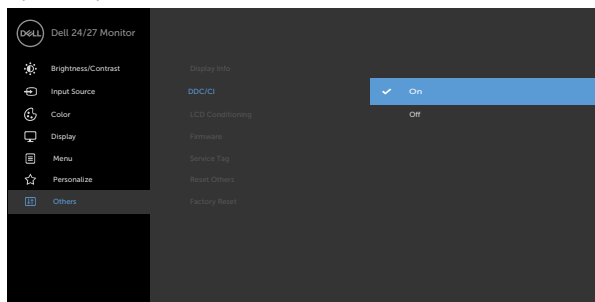 DELL
Dell 24/27 Monitor
Brightness/Contrast
Input Source
Color
Display
Menu
Personalize
Others
Display Info
DDC/CI
LCD Conditioning
Firmware
Service Tag
Reset Others
Factory Reset
On
Off